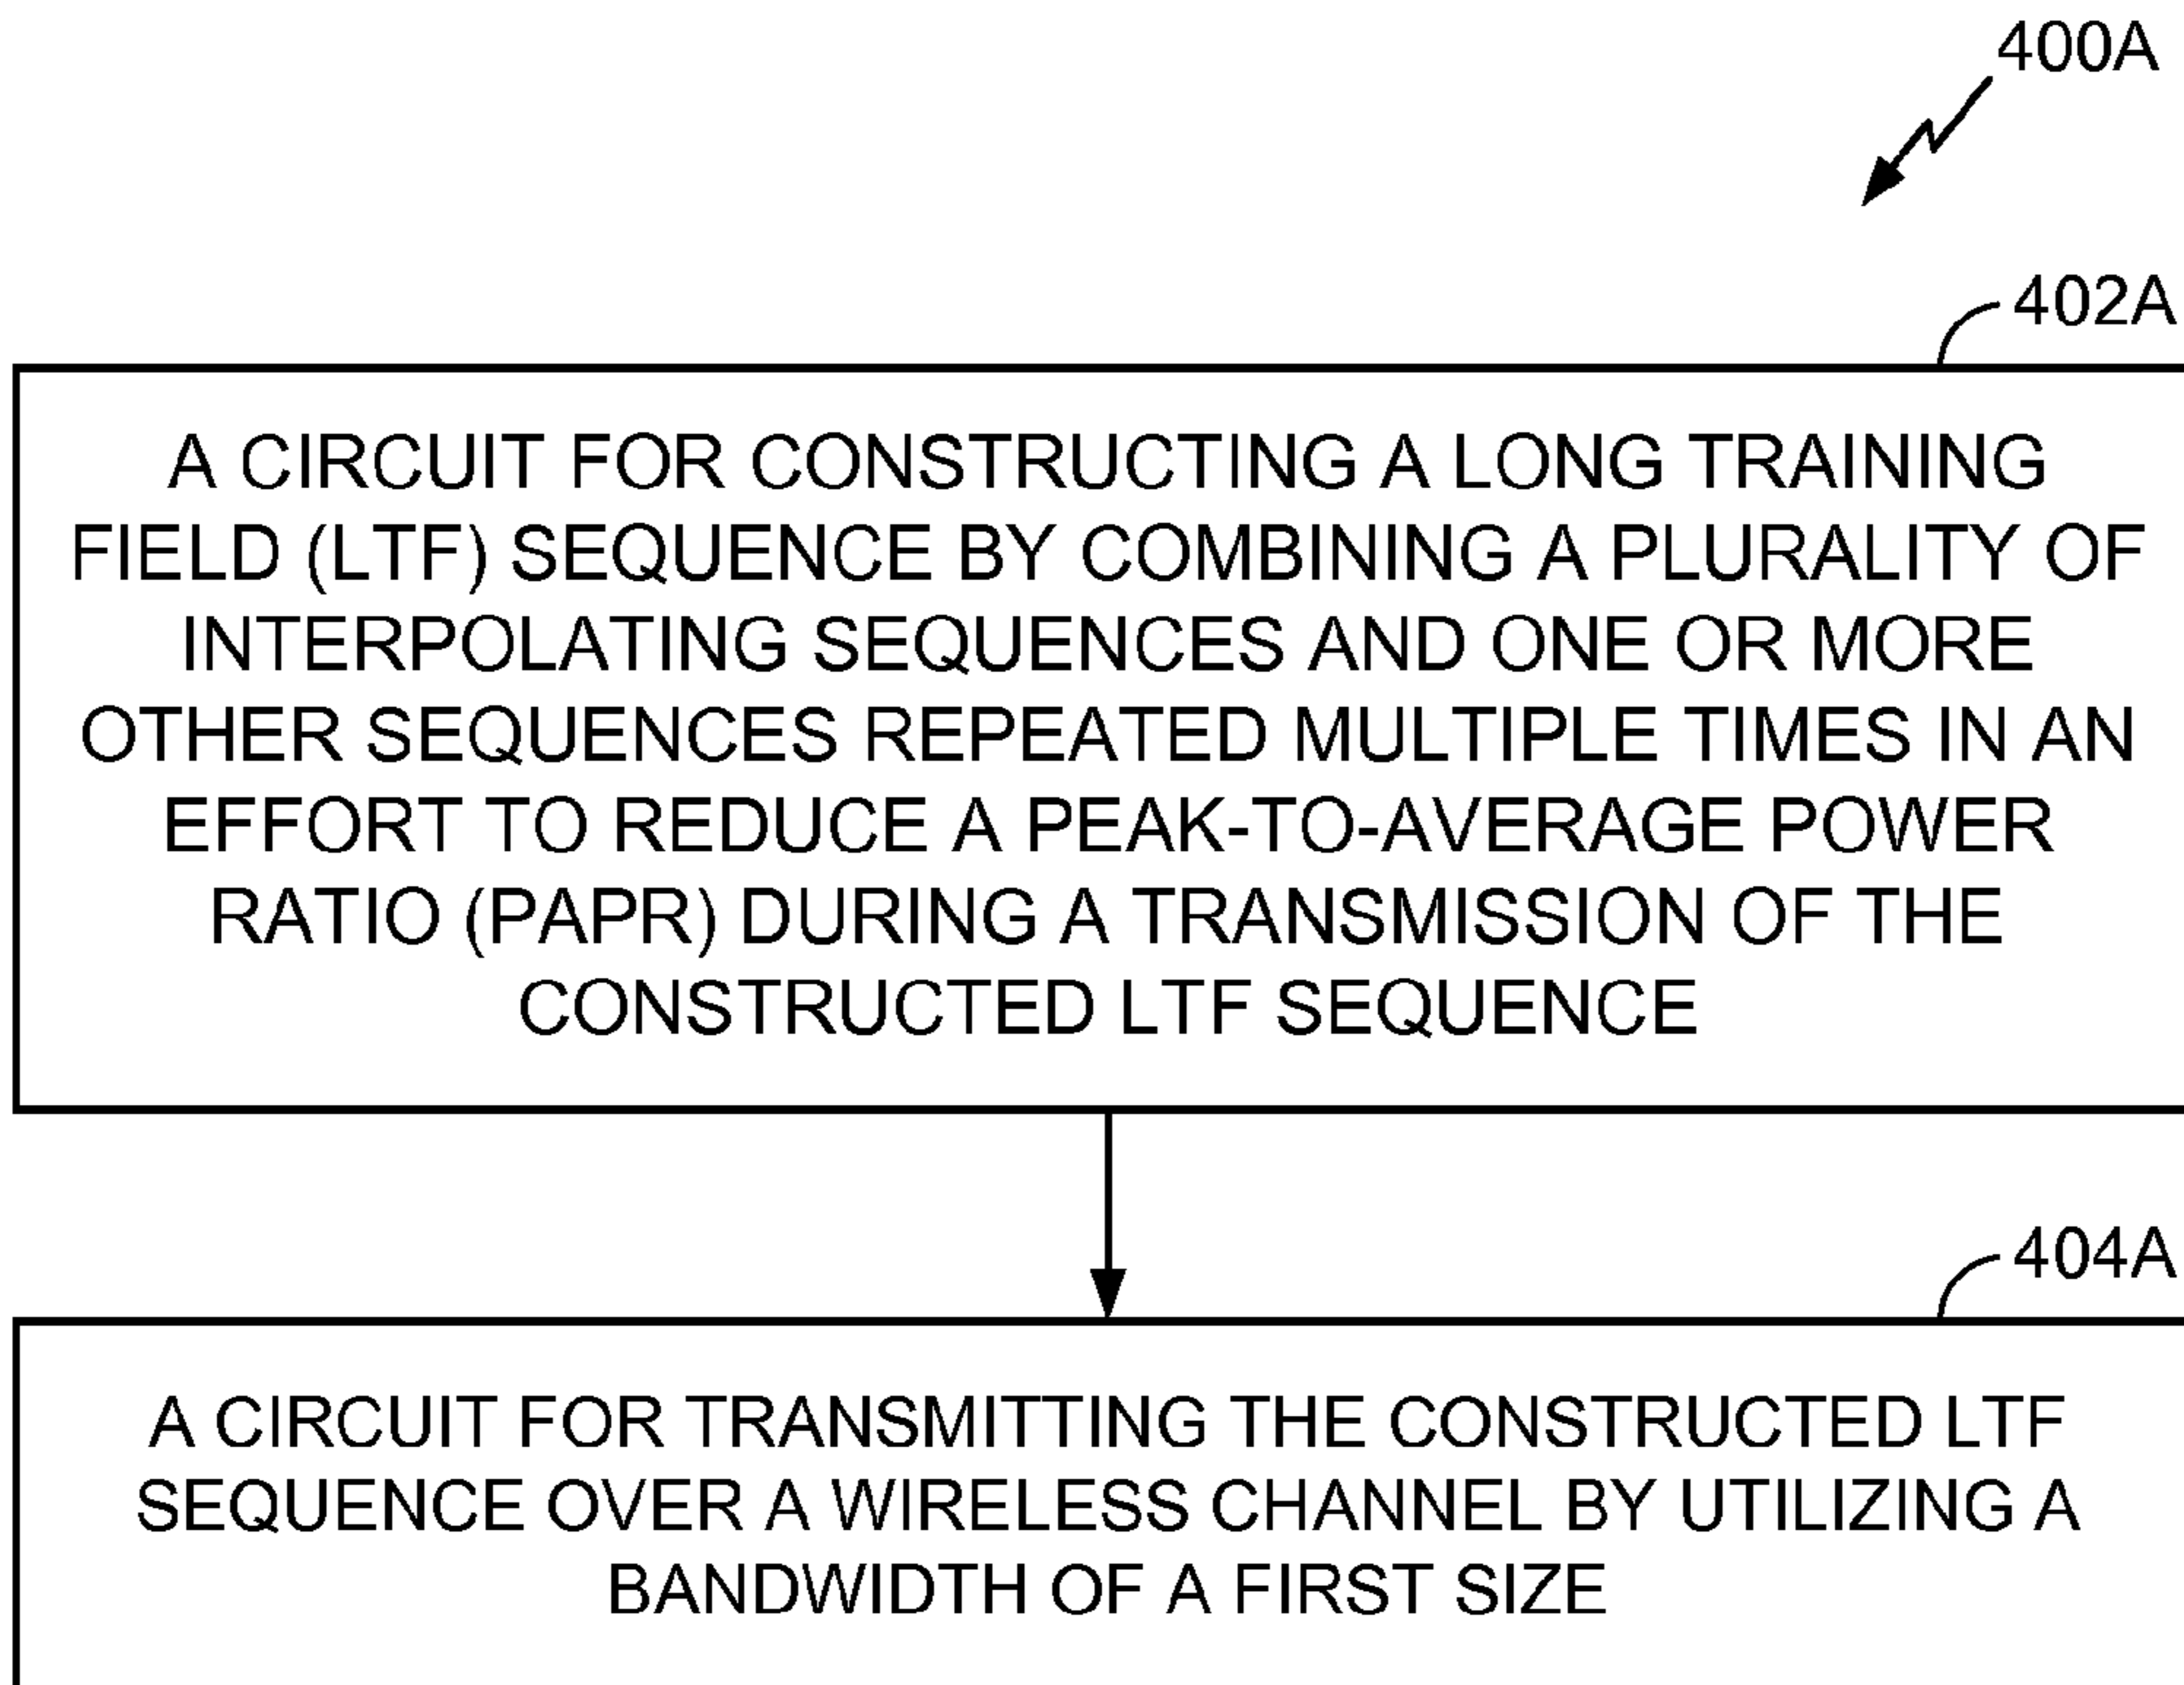 400A
402A
A CIRCUIT FOR CONSTRUCTING A LONG TRAINING
FIELD (LTF) SEQUENCE BY COMBINING A PLURALITY OF
INTERPOLATING SEQUENCES AND ONE OR MORE
OTHER SEQUENCES REPEATED MULTIPLE TIMES IN AN
EFFORT TO REDUCE A PEAK-TO-AVERAGE POWER
RATIO (PAPR) DURING A TRANSMISSION OF THE
CONSTRUCTED LTF SEQUENCE
404A
A CIRCUIT FOR TRANSMITTING THE CONSTRUCTED LTF
SEQUENCE OVER A WIRELESS CHANNEL BY UTILIZING A
BANDWIDTH OF A FIRST SIZE